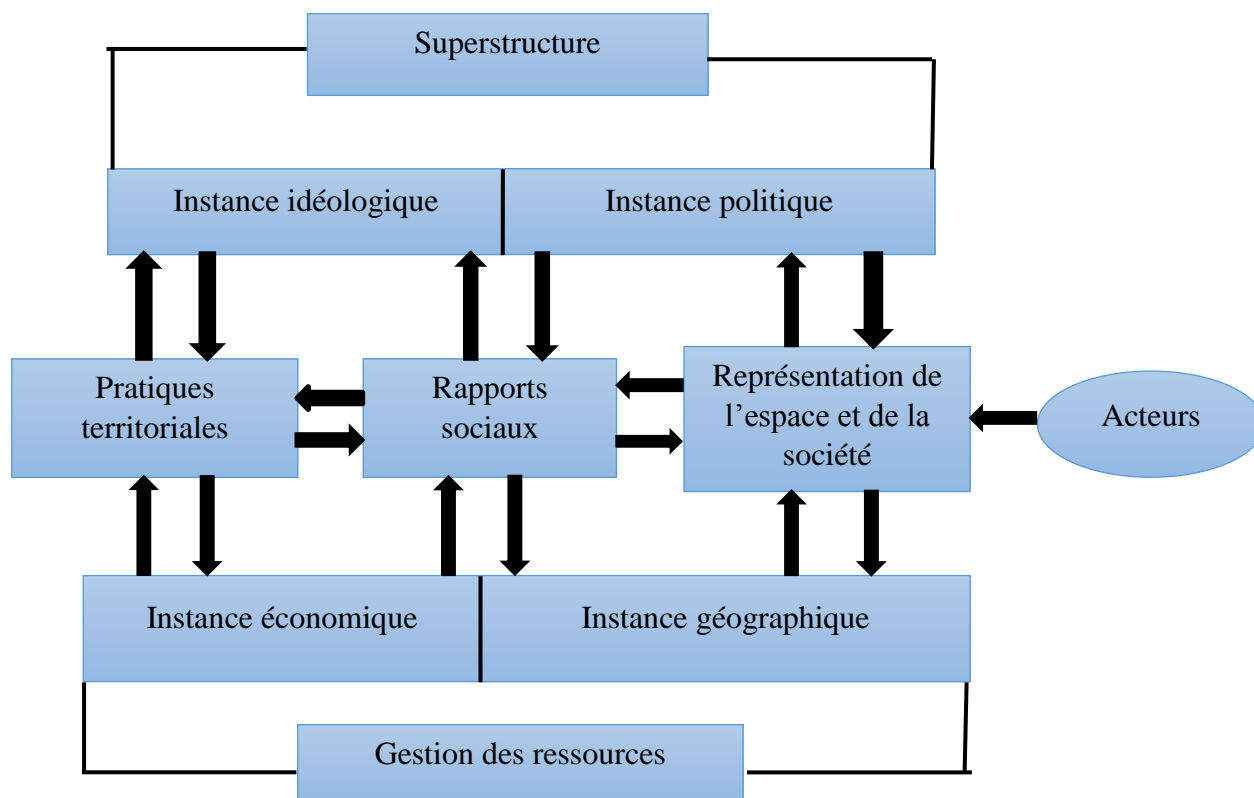 Superstructure
Instance idéologique
Instance politique
Pratiques
territoriales
Rapports
sociaux
Représentation de
l’espace et de la
société
Acteurs
Instance économique
Instance géographique
Gestion des ressources